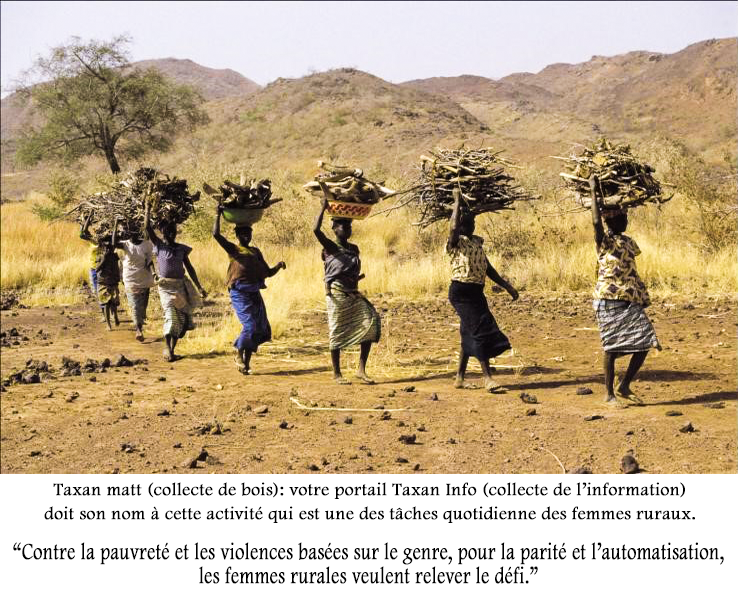 Taxan matt (collecte de bois): votre portail Taxan Info (collecte de l'information)
doit son nom à cette activité qui est une des tâches quotidienne des femmes ruraux.
“Contre la pauvreté et les violences basées sur le genre, pour la parité et l'automatisation,
les femmes rurales veulent relever le défi.”